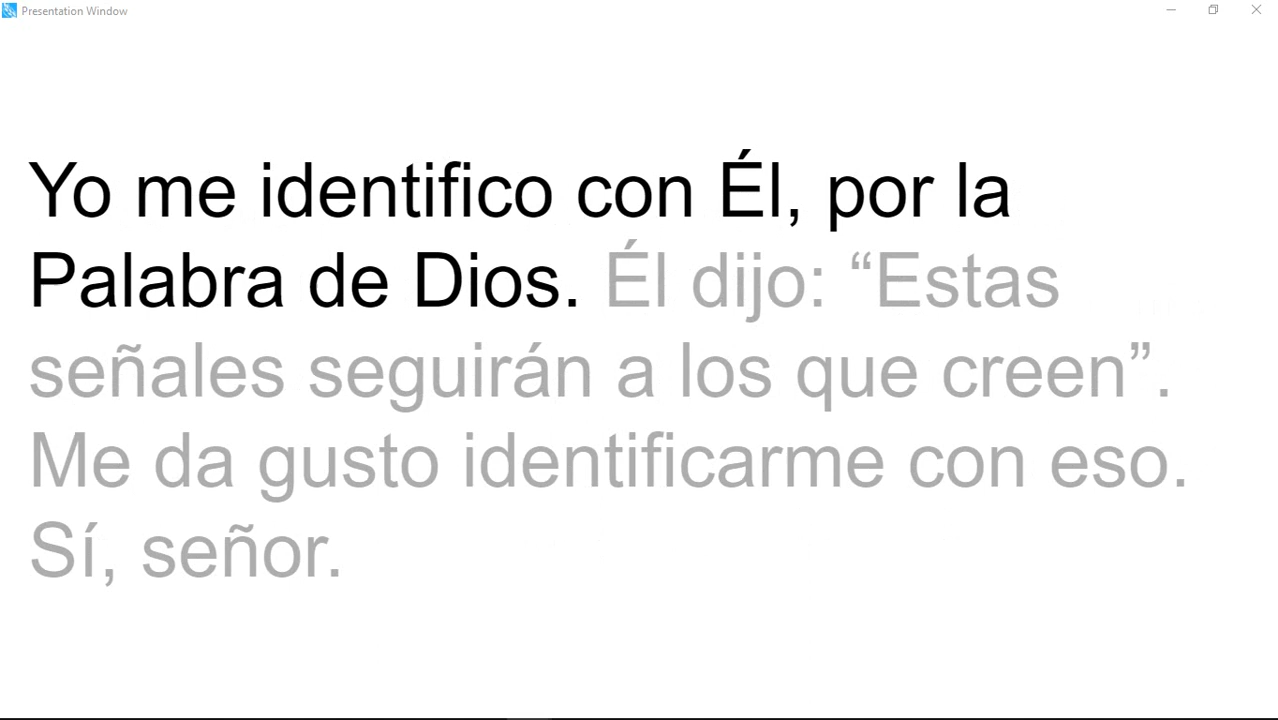 Presentation Window
Yo me identifico con Él, por la
Palabra de Dios. Él dijo: “Estas
señales seguirán a los que creen”.
Me da gusto identificarme con eso.
Sí, señor.